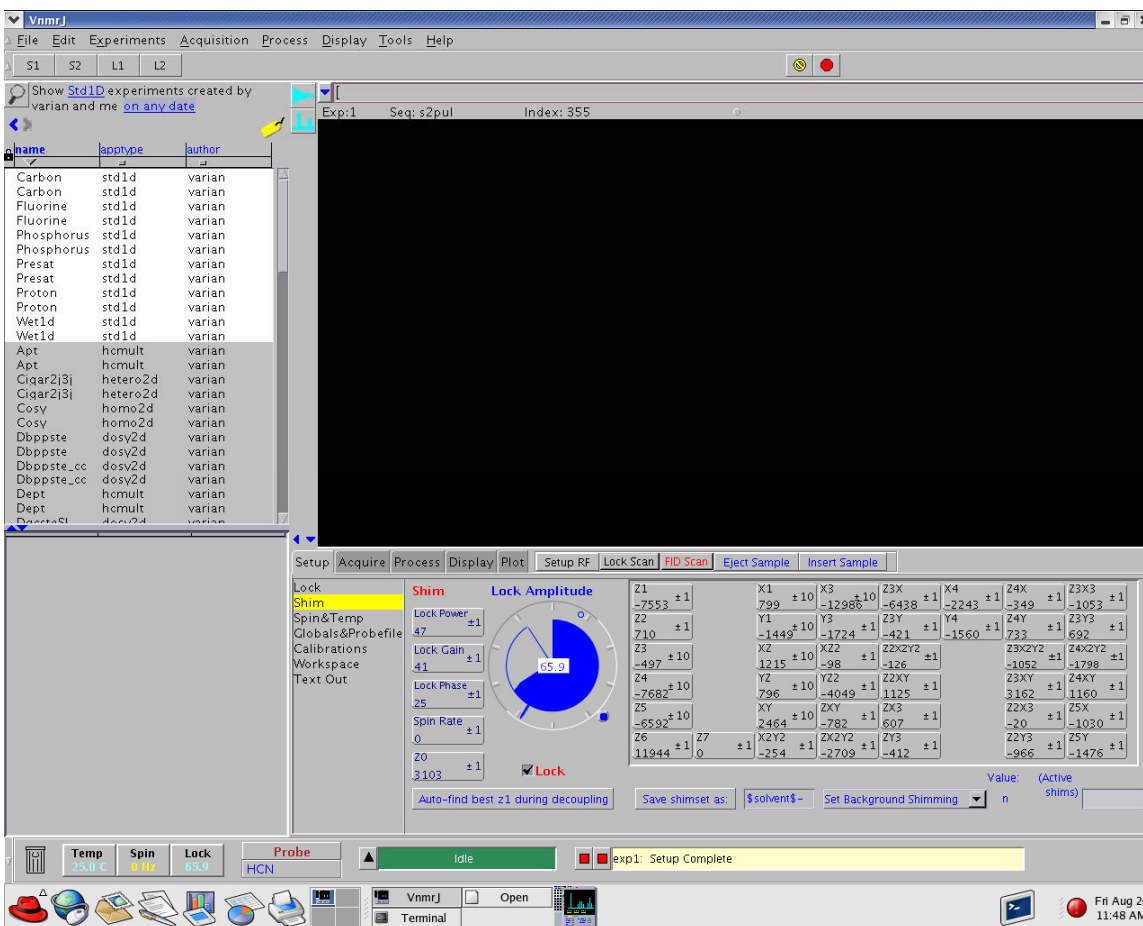 VnmrJ
File Edit Experiments Acquisition Process Display Tools Help
S1 S2 L1 L2
Show Std1D experiments created by
varian and me on any date
Exp:1 Seq: s2pul Index: 355
name apptype author
Carbon std1d varian
Carbon std1d varian
Fluorine std1d varian
Fluorine std1d varian
Phosphorus std1d varian
Phosphorus std1d varian
Presat std1d varian
Presat std1d varian
Proton std1d varian
Proton std1d varian
Wet1d std1d varian
Wet1d std1d varian
Apt hcmult varian
Apt hcmult varian
Cigar2j3j hetero2d varian
Cigar2j3j hetero2d varian
Cosy homo2d varian
Cosy homo2d varian
Dbppste dosy2d varian
Dbppste dosy2d varian
Dbppste_cc dosy2d varian
Dbppste_cc dosy2d varian
Dept hcmult varian
Dept hcmult varian
dosy2d varian
Setup Acquire Process Display Plot Setup RF Lock Scan FID Scan Eject Sample Insert Sample
Lock
Shim
Spin&Temp
Globals&Probefile
Calibrations
Workspace
Text Out
Shim Lock Amplitude
Lock Power
47 ±1
Lock Gain
41 ±1
Lock Phase
25 ±1
Spin Rate
0 ±1
Z0
3103 ±1
65.9
Lock
Auto-find best z1 during decoupling
Z1 X1 X3 Z3X X4 Z4X Z3X3
-7553 ±1 799 ±10 -12986 ±10 -6438 ±1 -2243 ±1 -349 ±1 -1053 ±1
Z2 Y1 Y3 Z3Y Y4 Z4Y Z3Y3
710 ±1 -1449 ±10 -1724 ±1 -421 ±1 -1560 ±1 733 ±1 692 ±1
Z3 XZ XZ2 Z2X2Y2 Z3X2Y2 Z4X2Y2
-497 ±10 1215 ±10 -98 ±1 -126 ±1 -1052 ±1 -1798 ±1
Z4 YZ YZ2 Z2XY Z3XY Z4XY
-7682 ±10 796 ±10 -4049 ±1 1125 ±1 3162 ±1 1160 ±1
Z5 XY ZXY ZX3 Z2X3 Z5X
-6592 ±10 2464 ±10 -782 ±1 607 ±1 -20 ±1 -1030 ±1
Z6 Z7 X2Y2 ZX2Y2 ZY3 Z2Y3 Z5Y
11944 ±1 0 ±1 -254 ±1 -2709 ±1 -412 ±1 -966 ±1 -1476 ±1
Save shimset as: $solvent$- Set Background Shimming Value: n (Active
shims)
Temp Spin Lock Probe
25.0 C 0 Hz 65.9 HCN
Idle exp1: Setup Complete
VnmrJ Open
Terminal
Fri Aug 2
11:48 AM